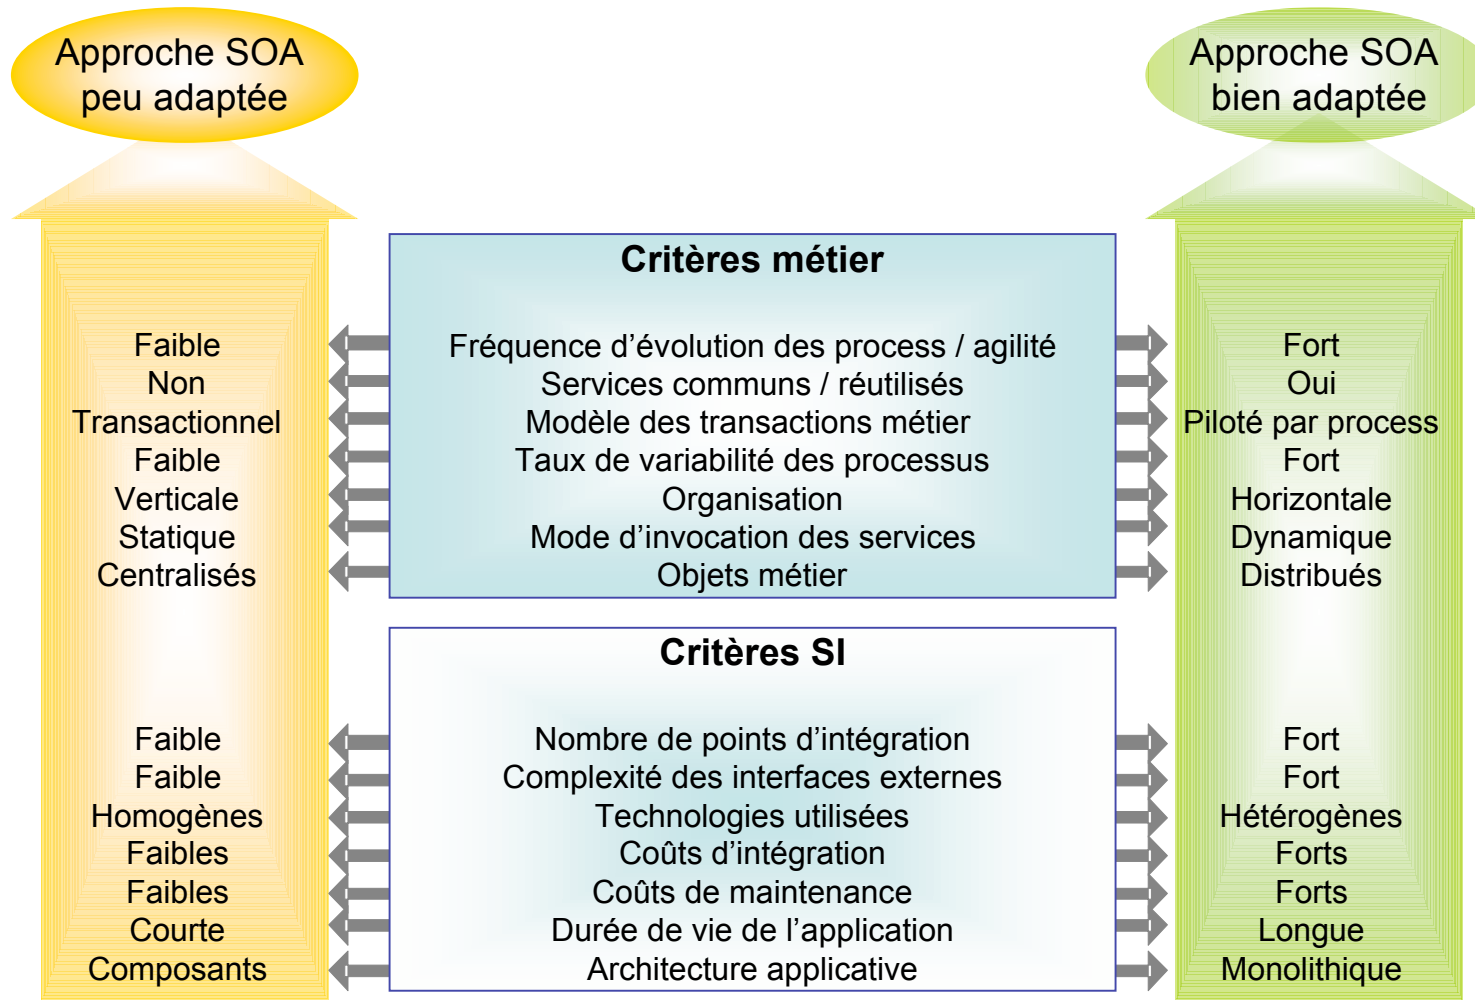 Approche SOA
peu adaptée
Approche SOA
bien adaptée
Critères métier
Faible Fréquence d’évolution des process / agilité Fort
Non Services communs / réutilisés Oui
Transactionnel Modèle des transactions métier Piloté par process
Faible Taux de variabilité des processus Fort
Verticale Organisation Horizontale
Statique Mode d’invocation des services Dynamique
Centralisés Objets métier Distribués
Critères SI
Faible Nombre de points d’intégration Fort
Faible Complexité des interfaces externes Fort
Homogènes Technologies utilisées Hétérogènes
Faibles Coûts d’intégration Forts
Faibles Coûts de maintenance Forts
Courte Durée de vie de l’application Longue
Composants Architecture applicative Monolithique